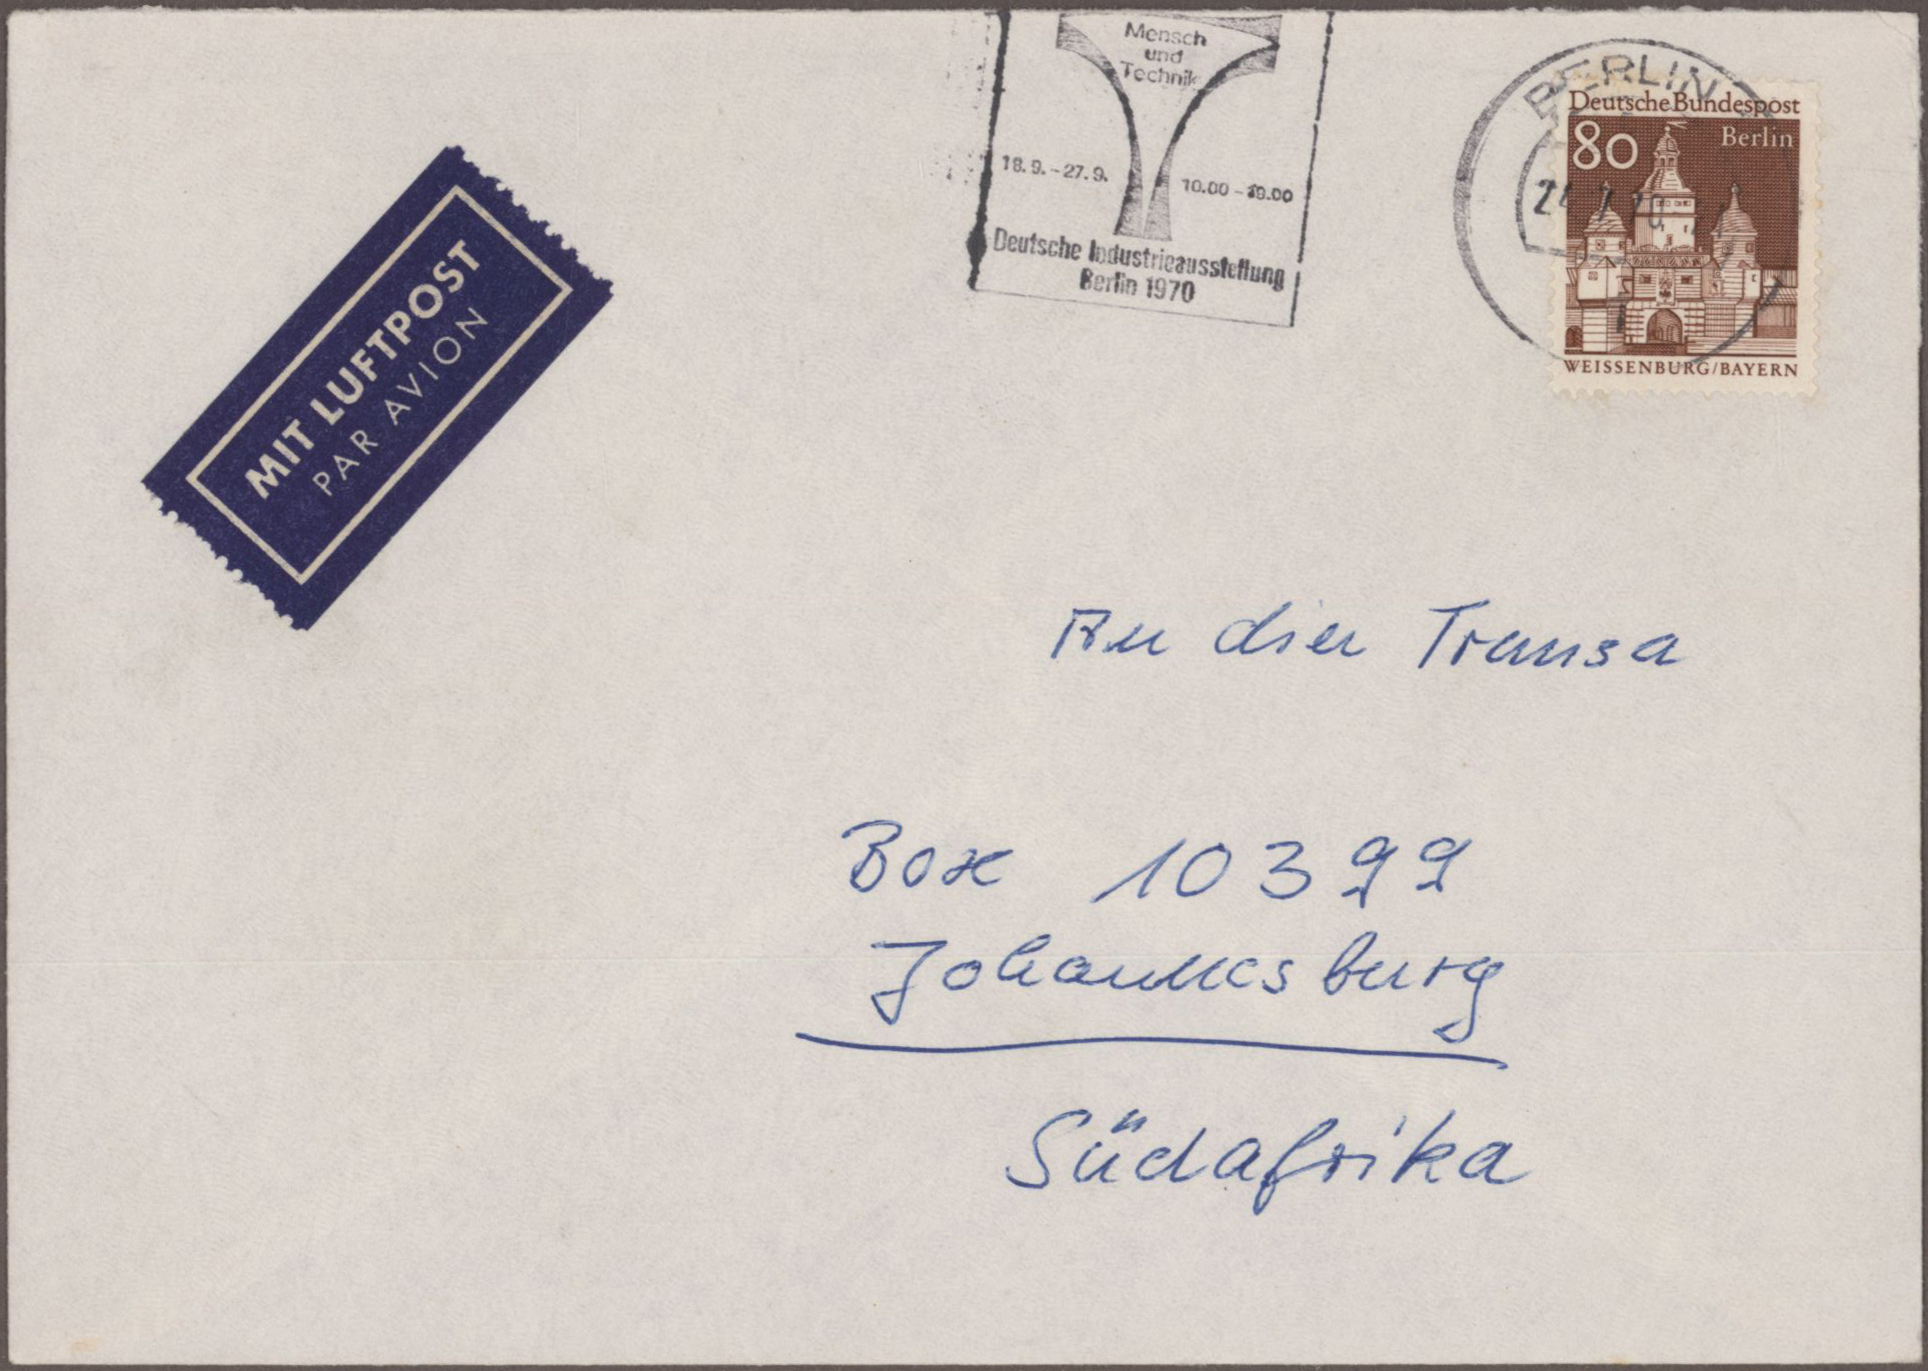 Mensch
und
Technik
18.9.-27.9.
10.00-19.00
Deutsche Industrieausstellung
Berlin 1970
BERLIN
Deutsche Bundespost
80
Berlin
WEISSENBURG/BAYERN
MIT LUFTPOST
PAR AVION
An Transa
Box 10399
Johannesburg
Südafrika